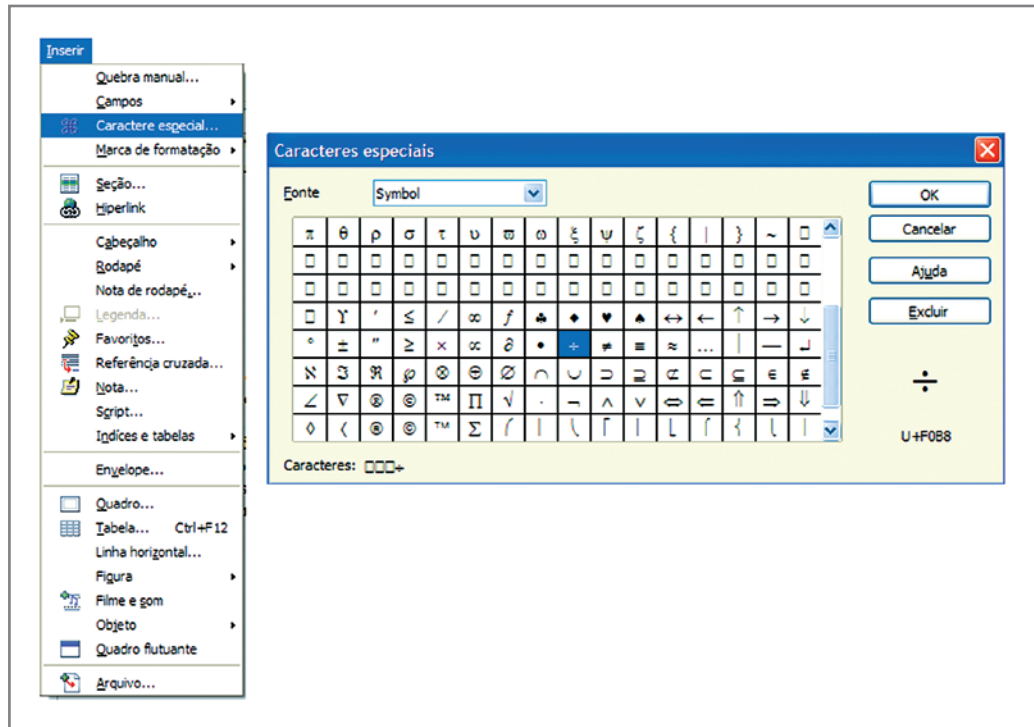 Inserir
Quebra manual...
Campos
Caractere especial...
Marca de formatação
Seção...
Hiperlink
Cabeçalho
Rodapé
Nota de rodapé...
Legenda...
Favoritos...
Referência cruzada...
Nota...
Script...
Índices e tabelas
Envelope...
Quadro...
Tabela... Ctrl+F12
Linha horizontal...
Figura
Filme e som
Objeto
Quadro flutuante
Arquivo...
Caracteres especiais
Fonte Symbol
OK
Cancelar
Ajuda
Excluir
π θ ρ σ τ υ ϖ ω ξ ψ ζ { | } ~ □
□ □ □ □ □ □ □ □ □ □ □ □ □ □ □ □
□ □ □ □ □ □ □ □ □ □ □ □ □ □ □ □
□ ϒ ′ ≤ ⁄ ∞ ƒ ♣ ♦ ♥ ♠ ↔ ← ↑ → ↓
° ± ″ ≥ × ∝ ∂ • ÷ ≠ ≡ ≈ … | — ↵
ℵ ℑ ℜ ℘ ⊗ ⊖ ∅ ∩ ∪ ⊃ ⊇ ⊄ ⊂ ⊆ ∈ ∉
∠ ∇ ® © ™ ∏ √ · ¬ ∧ ∨ ⇔ ⇐ ⇑ ⇒ ⇓
◊ 〈 ® © ™ ∑ ⎛ ⎜ ⎝ ⎡ ⎢ ⎣ ⎧ ⎨ ⎩ ⎪
÷
U+F0B8
Caracteres: □□□÷